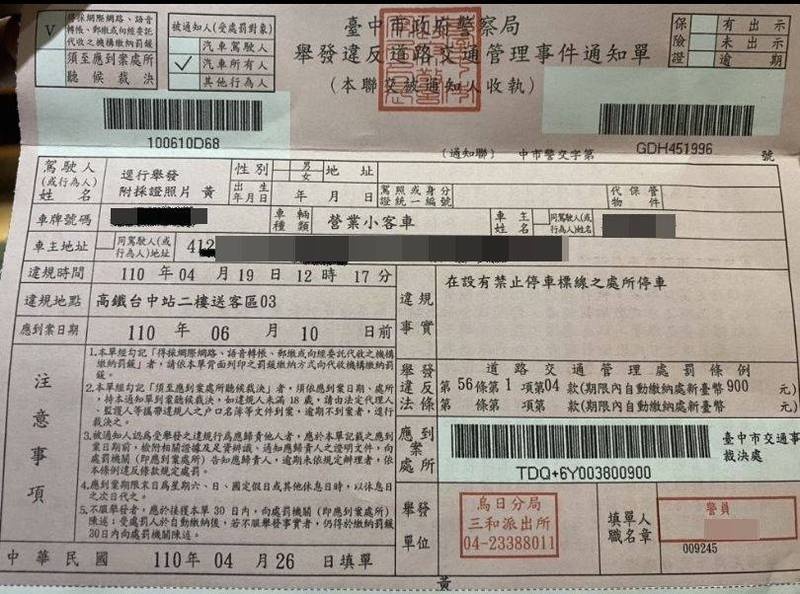 V
得採網際網路、語音
轉帳、郵繳或向經委託
代收之機構繳納罰鍰
須至應到案處所
聽候裁決
被通知人(受處罰對象)
汽車駕駛人
✓ 汽車所有人
其他行為人
臺中市政府警察局
舉發違反道路交通管理事件通知單
(本聯交被通知人收執)
保險證
有出示
未出示
逾期
100610D68
GDH451996
(通知聯) 中市警交字第 號
駕駛人
(或行為人)
姓名
逕行舉發
附採證照片 黃
性別
男
女
出生
年月日
年 月 日
地址
駕照或身分
證統一編號
代保管
物件
車牌號碼
車輛
種類
營業小客車
車主
姓名
同駕駛人(或
行為人)姓名
車主地址
同駕駛人(或
行為人)地址
412
違規時間 110 年 04 月 19 日 12 時 17 分
違規地點 高鐵台中站二樓送客區03
應到案日期 110 年 06 月 10 日前
違規事實
在設有禁止停車標線之處所停車
注意事項
1.本單經勾記「得採網際網路、語音轉帳、郵繳或向經委託代收之機構
繳納罰鍰」者,請依本單背面列印之罰鍰繳納方式向代收機構繳納。
2.本單經勾記「須至應到案處所聽候裁決」者,須依應到案日期、處所,
持本通知單到案聽候裁決,如違規人未滿18歲,請由法定代理人、
監護人等攜帶違規人之戶口名簿等文件到案,逾期不到案者,逕行
裁決之。
3.被通知人認為受舉發之違規行為應歸責他人者,應於本單記載之應到
案日期前,檢附相關證據及足資辨識、通知應歸責人之證明文件,向
處罰機關(即應到案處所)告知應歸責人,逾期未依規定辦理者,依
本條例違反條款規定處罰。
4.應到案期限末日為星期六、日、國定假日或其他休息日時,以休息日
之次日代之。
5.不服舉發者,應於接獲本單30日內,向處罰機關(即應到案處所)
陳述;受處罰人於自動繳納後,若不服舉發事實者,仍得於繳納罰鍰
30日內向處罰機關陳述。
舉發違反法條
道路交通管理處罰條例
第 56 條第 1 項第 04 款(期限內自動繳納處新臺幣 900 元)
第 條第 項第 款(期限內自動繳納處新臺幣 元)
應到案處所
TDQ+6Y003800900
臺中市交通事
裁決處
舉發單位
烏日分局
三和派出所
04-23388011
填單人
職名章
警員
009245
中華民國 110 年 04 月 26 日填單
黃